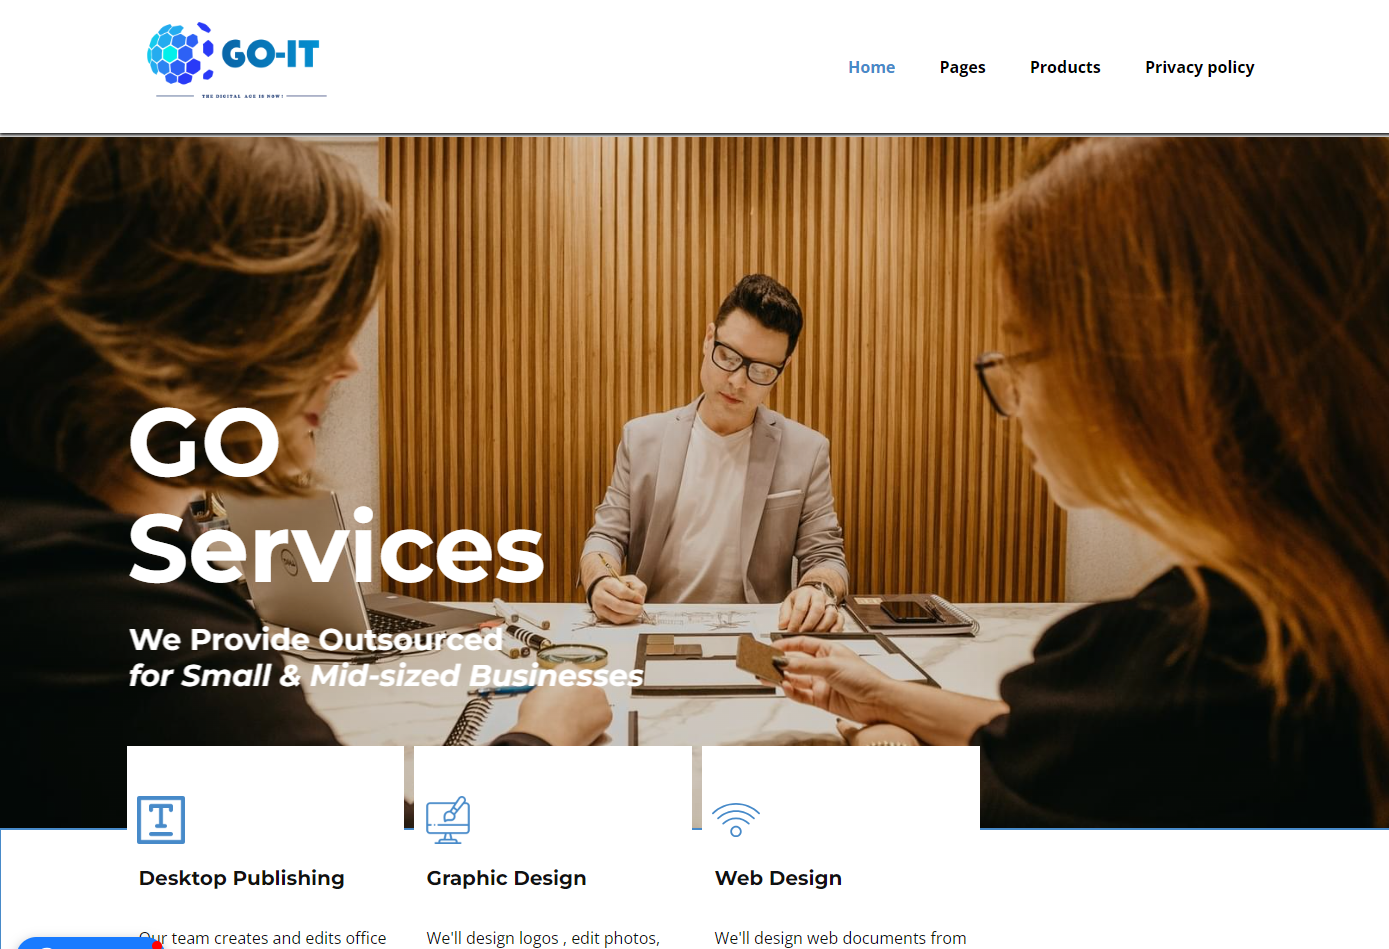 GO-IT
THE DIGITAL AGE IS NOW!
Home
Pages
Products
Privacy policy
GO
Services
We Provide Outsourced
for Small & Mid-sized Businesses
DELL
T
Desktop Publishing
Graphic Design
Web Design
Our team creates and edits office
We'll design logos , edit photos,
We'll design web documents from